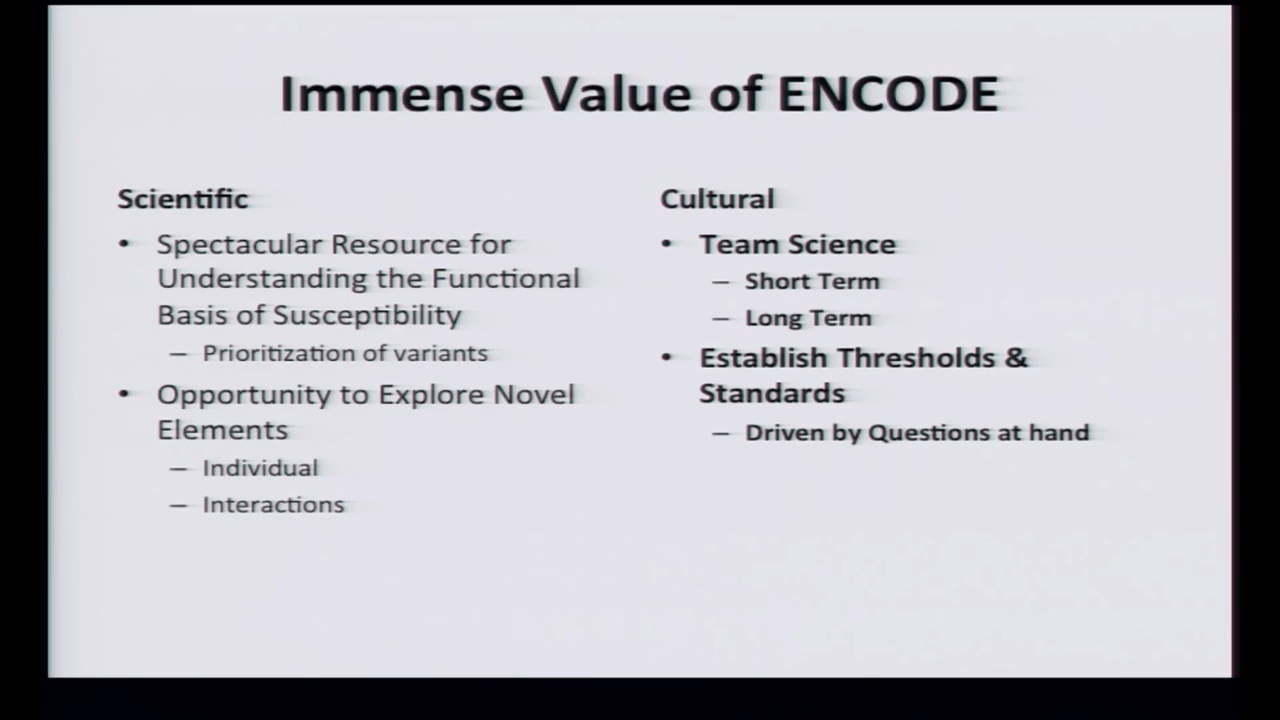 Immense Value of ENCODE
Scientific
• Spectacular Resource for
Understanding the Functional
Basis of Susceptibility
– Prioritization of variants
• Opportunity to Explore Novel
Elements
– Individual
– Interactions
Cultural
• Team Science
– Short Term
– Long Term
• Establish Thresholds &
Standards
– Driven by Questions at hand